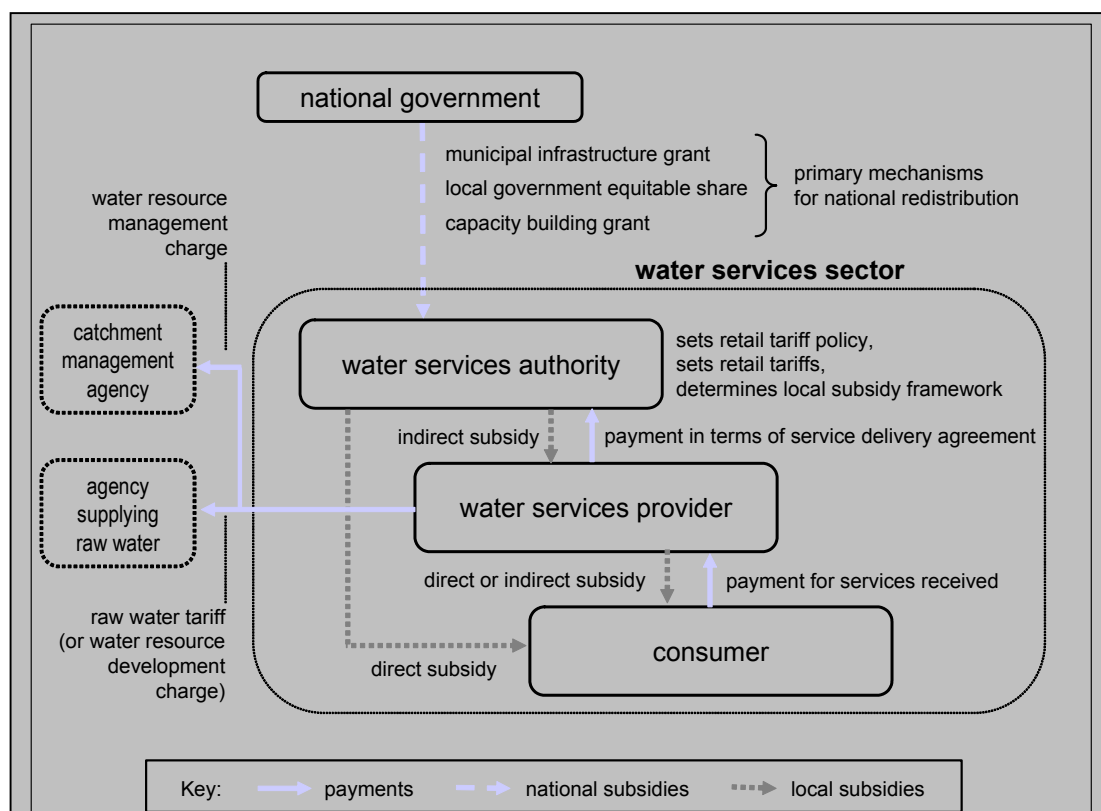 national government
municipal infrastructure grant
local government equitable share
capacity building grant
primary mechanisms
for national redistribution
water resource
management
charge
water services sector
catchment
management
agency
water services authority
sets retail tariff policy,
sets retail tariffs,
determines local subsidy framework
indirect subsidy
payment in terms of service delivery agreement
agency
supplying
raw water
water services provider
direct or indirect subsidy
payment for services received
raw water tariff
(or water resource
development
charge)
consumer
direct subsidy
Key:
payments
national subsidies
local subsidies